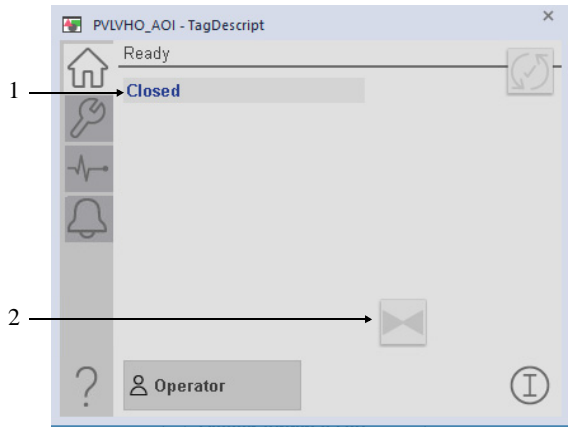 PVLVHO_AOI - TagDescript
×
Ready
1
Closed
2
?
Operator
I